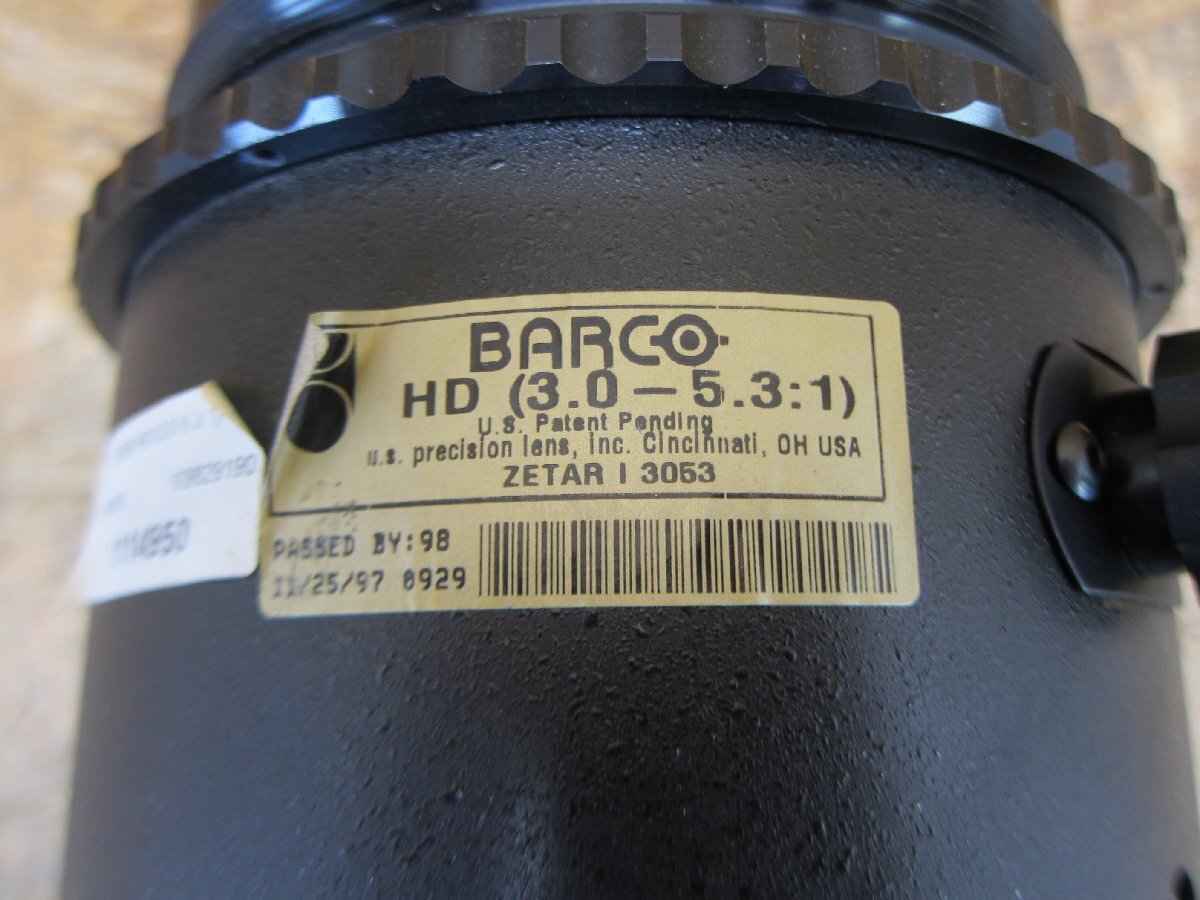 BARCO
HD (3.0 - 5.3:1)
U.S. Patent Pending
u.s. precision lens, inc. Cincinnati, OH USA
ZETAR I 3053
PASSED BY:98
11/25/97 0929